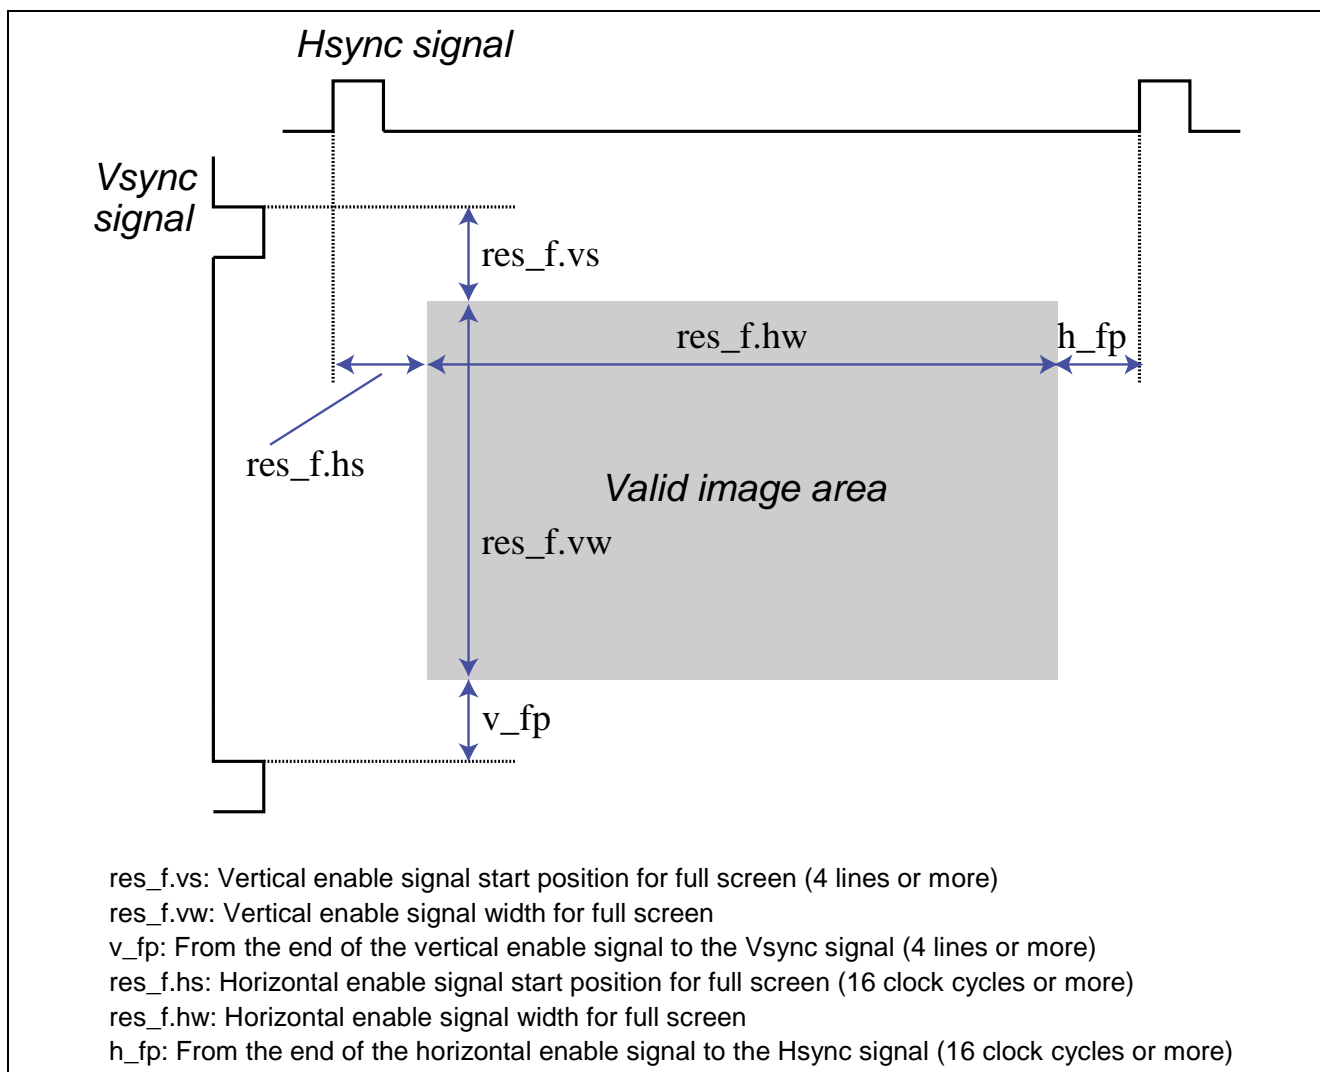 Hsync signal
Vsync
signal
res_f.vs
res_f.hw
h_fp
res_f.hs
Valid image area
res_f.vw
v_fp
res_f.vs: Vertical enable signal start position for full screen (4 lines or more)
res_f.vw: Vertical enable signal width for full screen
v_fp: From the end of the vertical enable signal to the Vsync signal (4 lines or more)
res_f.hs: Horizontal enable signal start position for full screen (16 clock cycles or more)
res_f.hw: Horizontal enable signal width for full screen
h_fp: From the end of the horizontal enable signal to the Hsync signal (16 clock cycles or more)